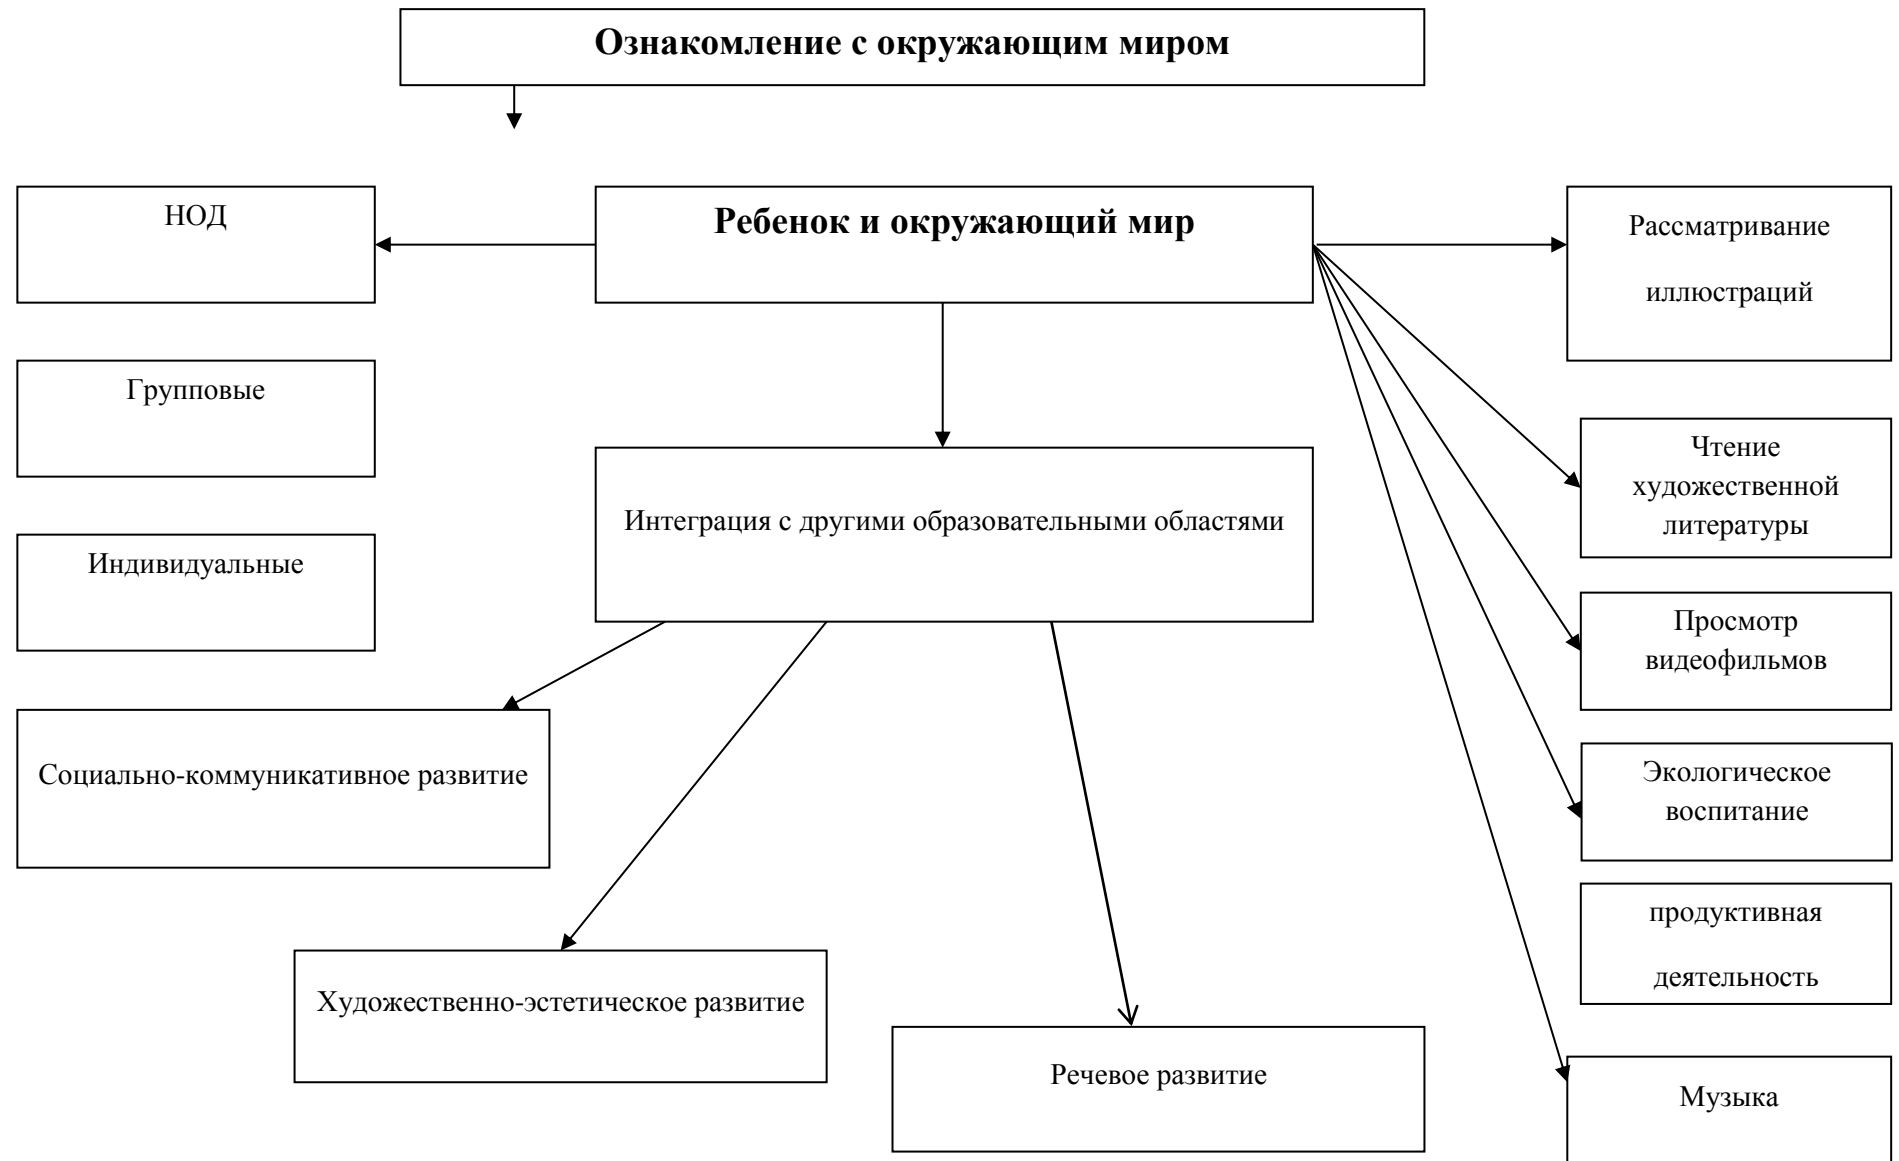 Ознакомление с окружающим миром
НОД
Ребенок и окружающий мир
Рассматривание
иллюстраций
Групповые
Чтение
художественной
литературы
Интеграция с другими образовательными областями
Индивидуальные
Просмотр
видеофильмов
Социально-коммуникативное развитие
Экологическое
воспитание
продуктивная
деятельность
Художественно-эстетическое развитие
Речевое развитие
Музыка